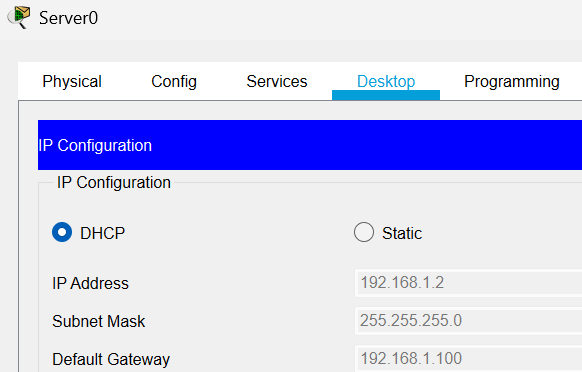 Server0
Physical Config Services Desktop Programming
IP Configuration
IP Configuration
DHCP Static
IP Address 192.168.1.2
Subnet Mask 255.255.255.0
Default Gateway 192.168.1.100